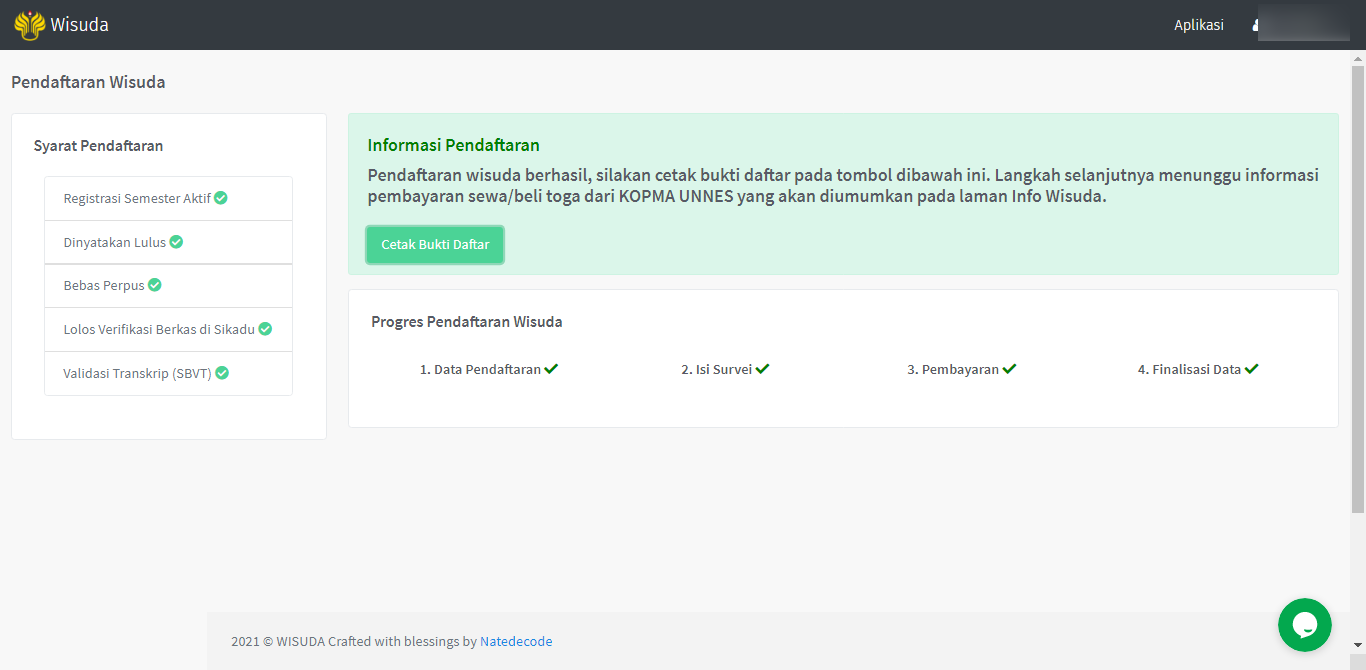 Wisuda
Aplikasi
Pendaftaran Wisuda
Syarat Pendaftaran
Registrasi Semester Aktif
Dinyatakan Lulus
Bebas Perpus
Lolos Verifikasi Berkas di Sikadu
Validasi Transkrip (SBVT)
Informasi Pendaftaran
Pendaftaran wisuda berhasil, silakan cetak bukti daftar pada tombol dibawah ini. Langkah selanjutnya menunggu informasi
pembayaran sewa/beli toga dari KOPMA UNNES yang akan diumumkan pada laman Info Wisuda.
Cetak Bukti Daftar
Progres Pendaftaran Wisuda
1. Data Pendaftaran
2. Isi Survei
3. Pembayaran
4. Finalisasi Data
2021 © WISUDA Crafted with blessings by Natedecode